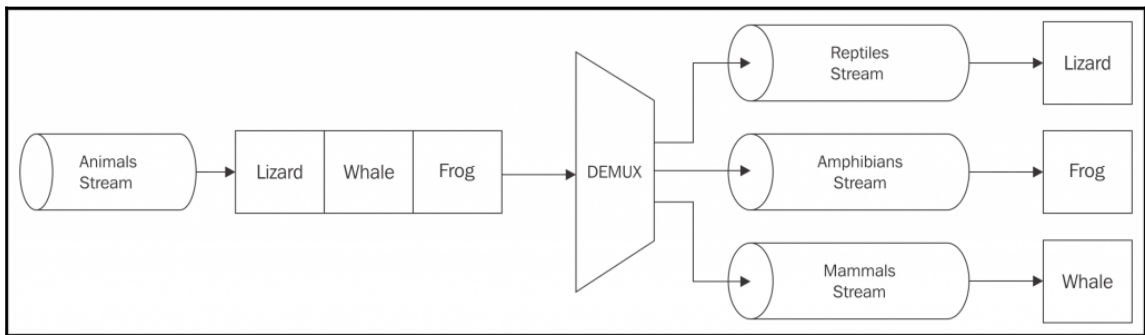 Animals
Stream
Lizard
Whale
Frog
DEMUX
Reptiles
Stream
Lizard
Amphibians
Stream
Frog
Mammals
Stream
Whale